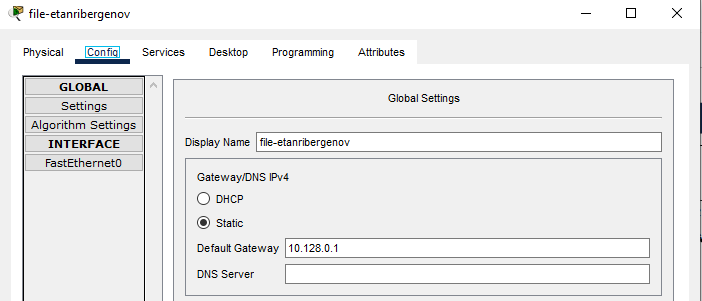 file-etanribergenov
Physical Config Services Desktop Programming Attributes
GLOBAL
Settings
Algorithm Settings
INTERFACE
FastEthernet0
Global Settings
Display Name file-etanribergenov
Gateway/DNS IPv4
DHCP
Static
Default Gateway 10.128.0.1
DNS Server